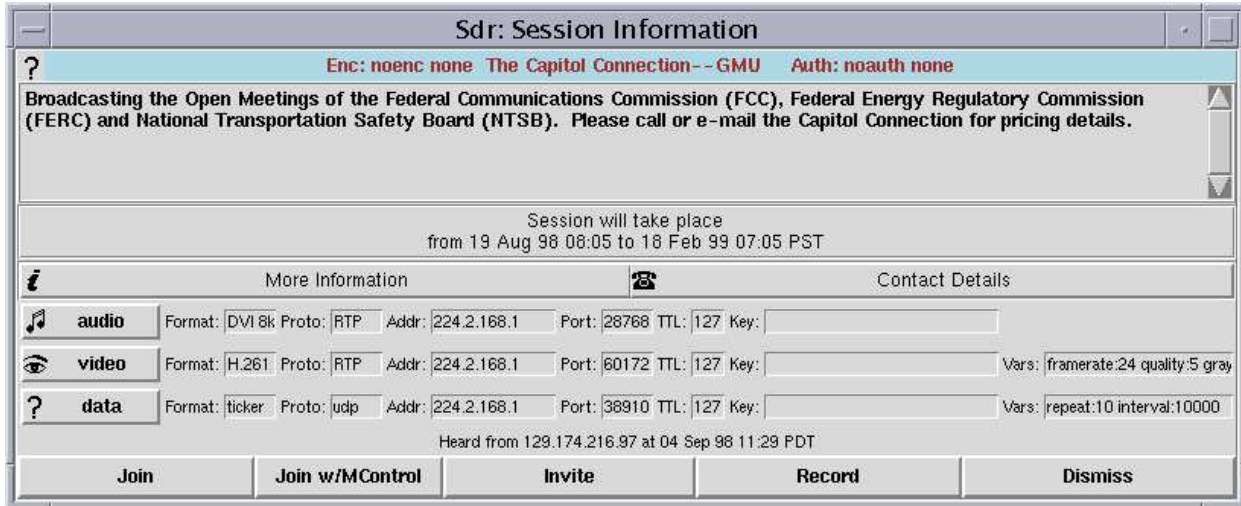 Sdr: Session Information
? Enc: noenc none The Capitol Connection--GMU Auth: noauth none
Broadcasting the Open Meetings of the Federal Communications Commission (FCC), Federal Energy Regulatory Commission
(FERC) and National Transportation Safety Board (NTSB). Please call or e-mail the Capitol Connection for pricing details.
Session will take place
from 19 Aug 98 08:05 to 18 Feb 99 07:05 PST
i More Information Contact Details
audio Format: DVI 8k Proto: RTP Addr: 224.2.168.1 Port: 28768 TTL: 127 Key:
video Format: H.261 Proto: RTP Addr: 224.2.168.1 Port: 60172 TTL: 127 Key: Vars: framerate:24 quality:5 gray
? data Format: ticker Proto: udp Addr: 224.2.168.1 Port: 38910 TTL: 127 Key: Vars: repeat:10 interval:10000
Heard from 129.174.216.97 at 04 Sep 98 11:29 PDT
Join Join w/MControl Invite Record Dismiss